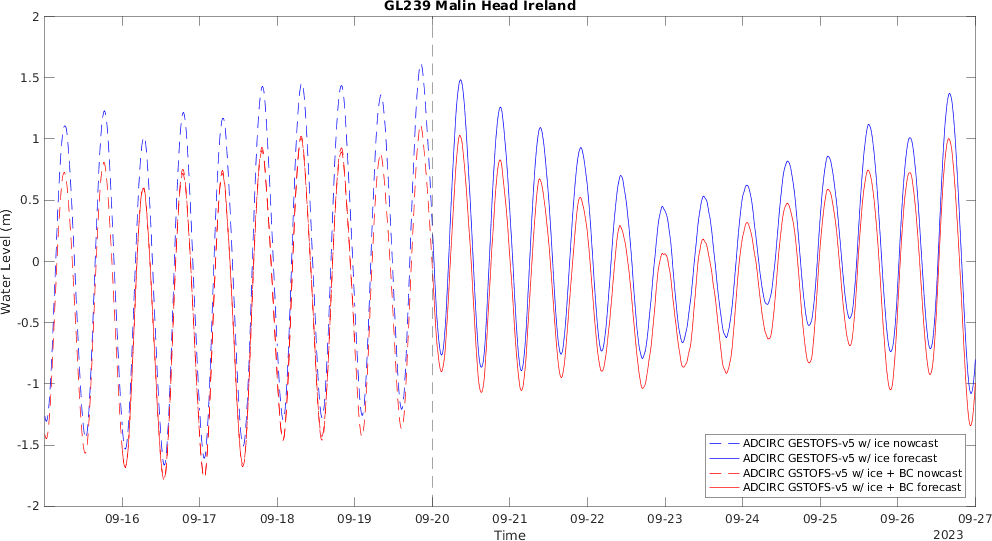 GL239 Malin Head Ireland
2
1.5
1
0.5
0
-0.5
-1
-1.5
-2
Water Level (m)
ADCIRC GESTOFS-v5 w/ ice nowcast
ADCIRC GESTOFS-v5 w/ ice forecast
ADCIRC GSTOFS-v5 w/ ice + BC nowcast
ADCIRC GSTOFS-v5 w/ ice + BC forecast
09-16 09-17 09-18 09-19 09-20 09-21 09-22 09-23 09-24 09-25 09-26 09-27
Time
2023